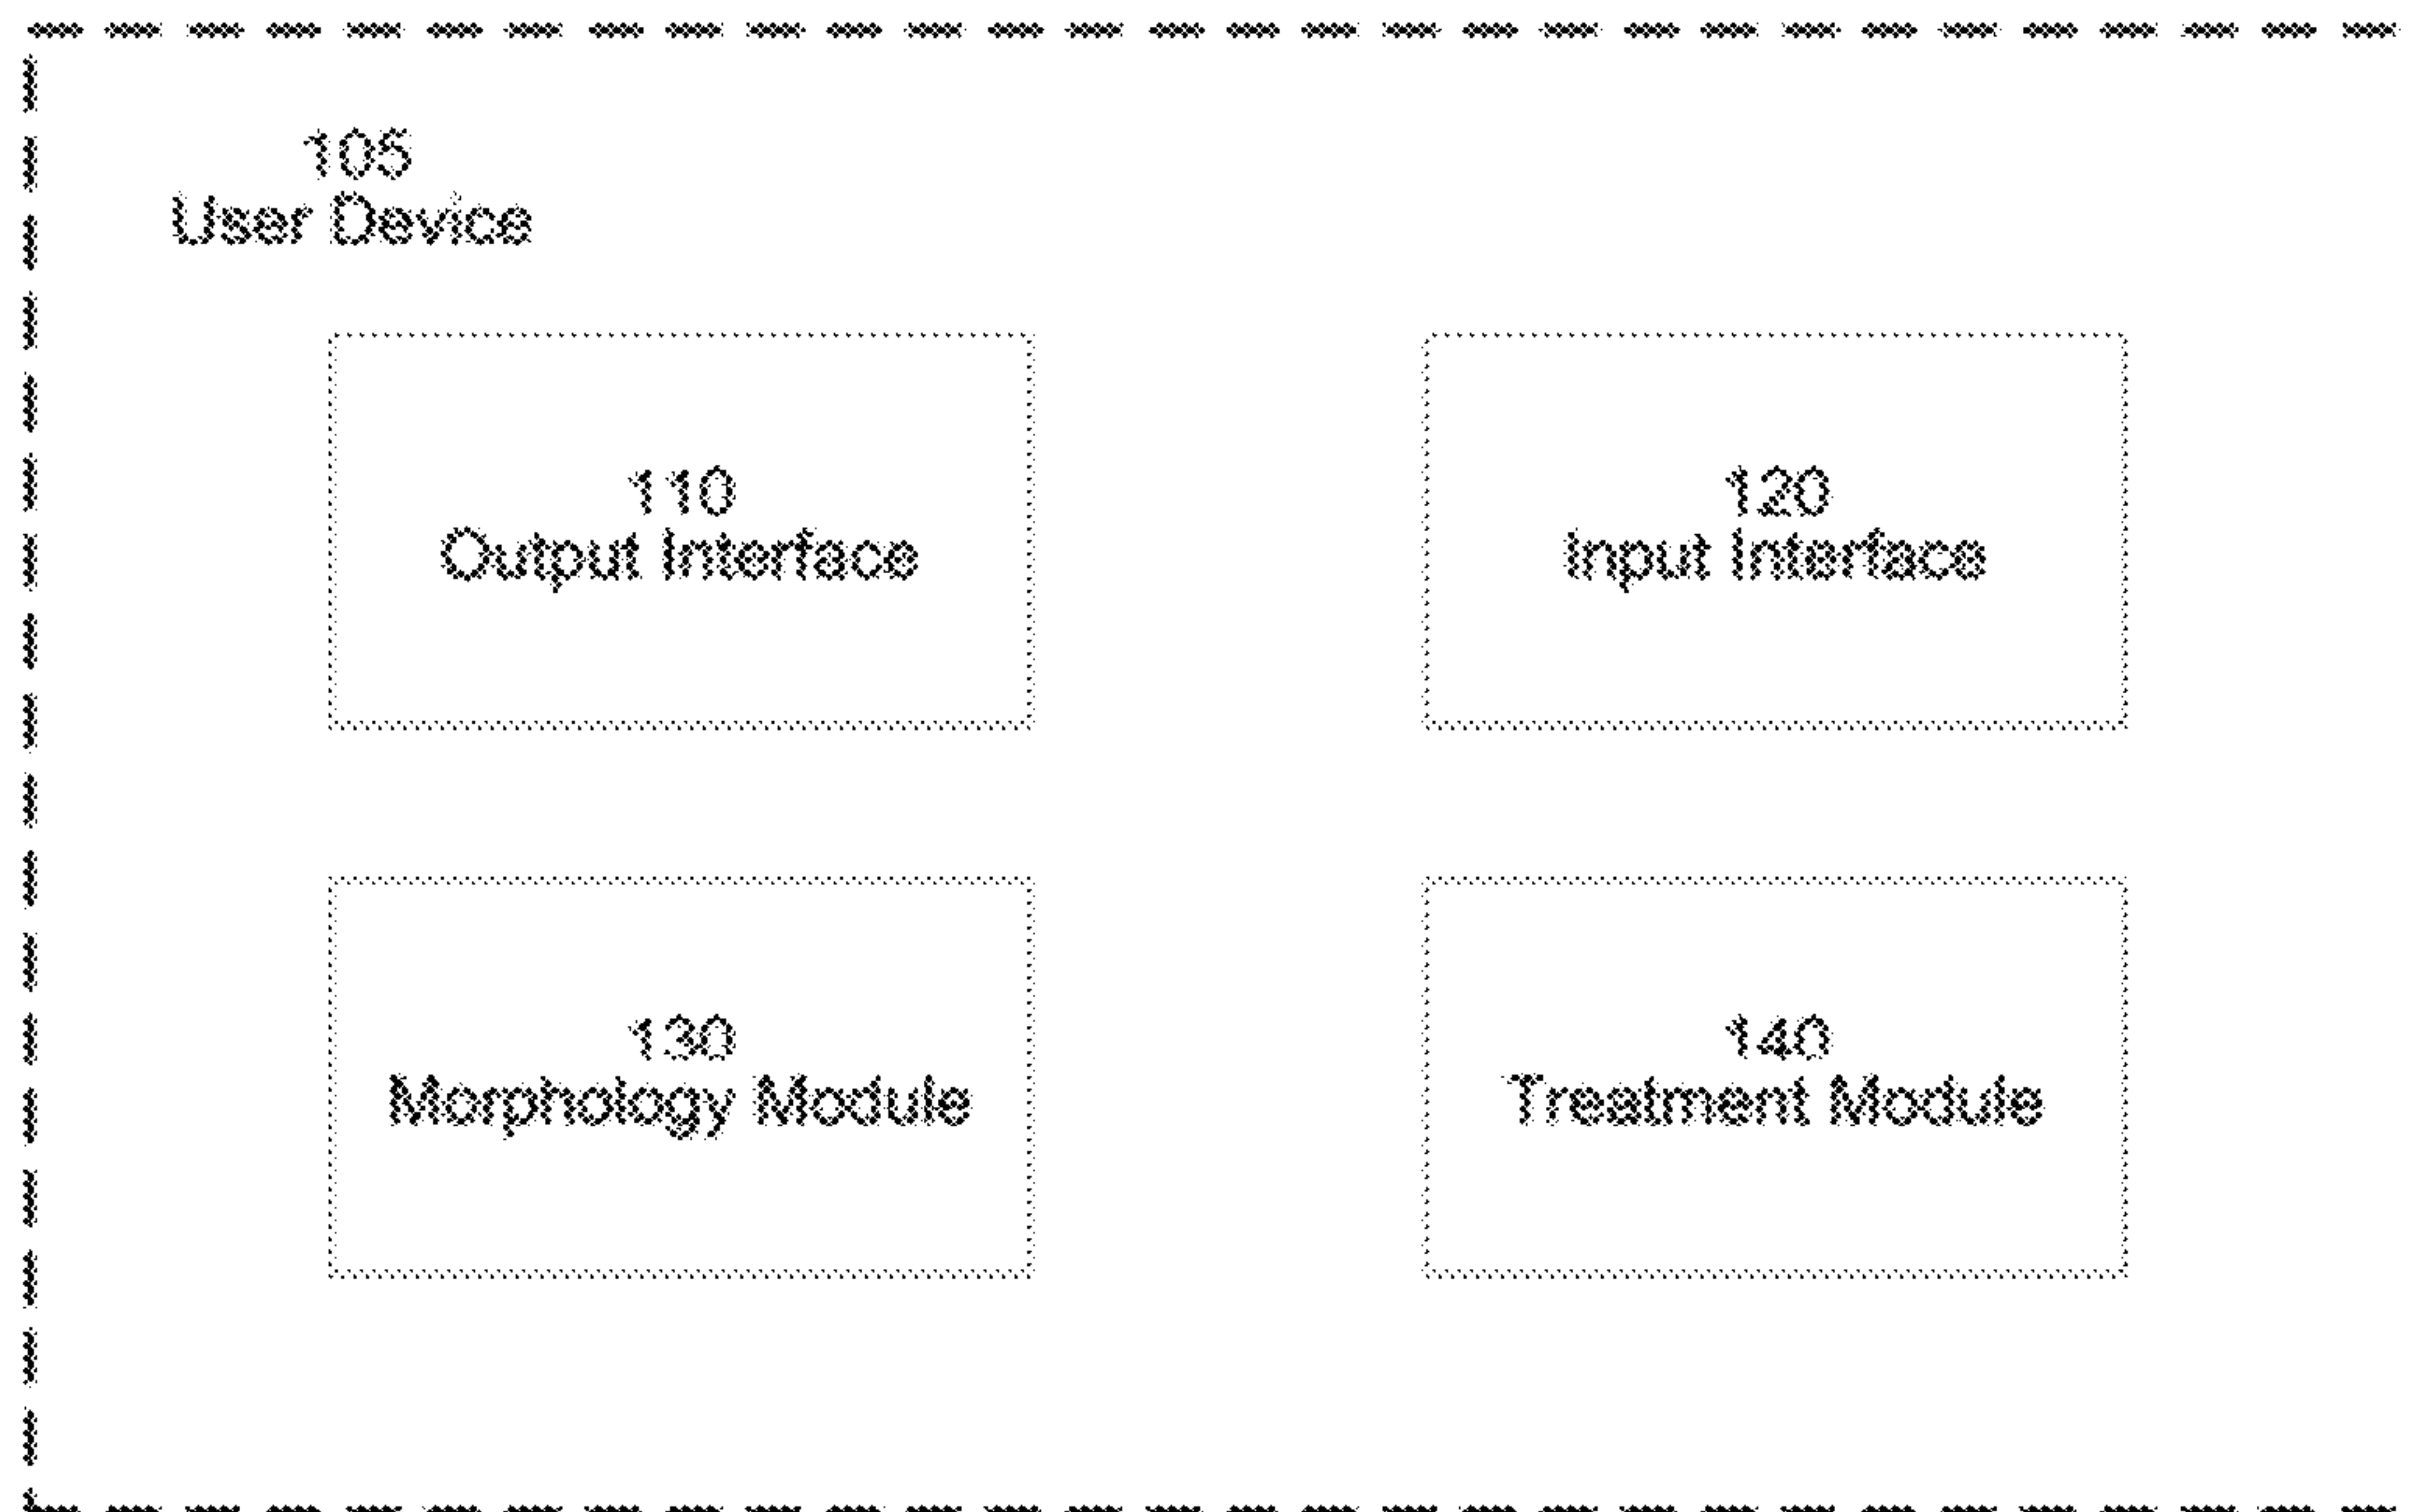 105
User Device
110
Output Interface
120
Input Interface
130
Morphology Module
140
Treatment Module